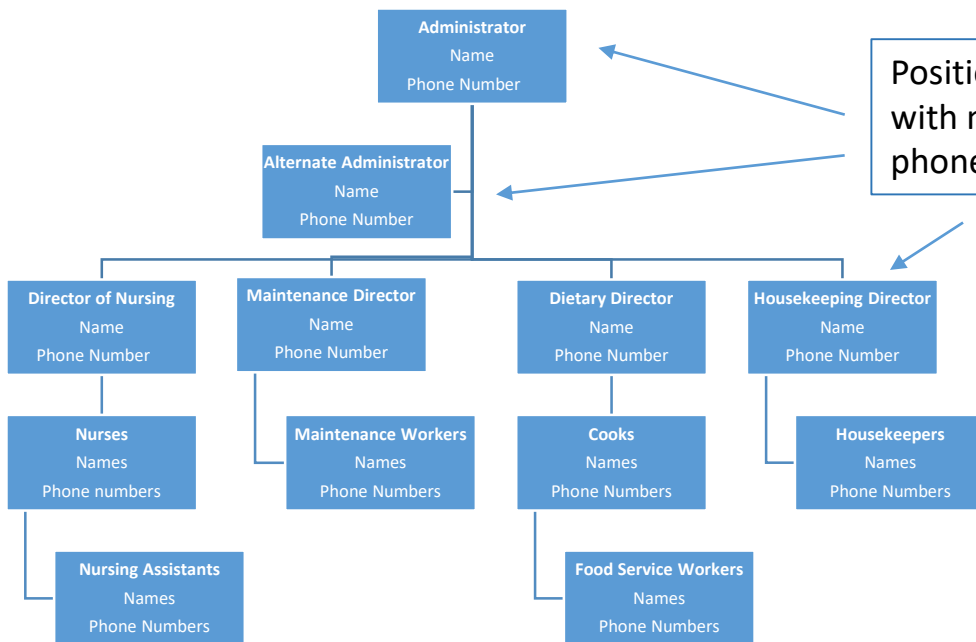 Administrator
Name
Phone Number
with
Alternate Administrator
Name
Phone Number
Director of Nursing
Name
Phone Number
Maintenance Director
Name
Phone Number
Dietary Director
Name
Phone Number
Housekeeping Director
Name
Phone Number
Nurses
Names
Phone numbers
Maintenance Workers
Names
Phone Numbers
Cooks
Names
Phone Numbers
Housekeepers
Names
Phone Numbers
Nursing Assistants
Names
Phone Numbers
Food Service Workers
Names
Phone Numbers